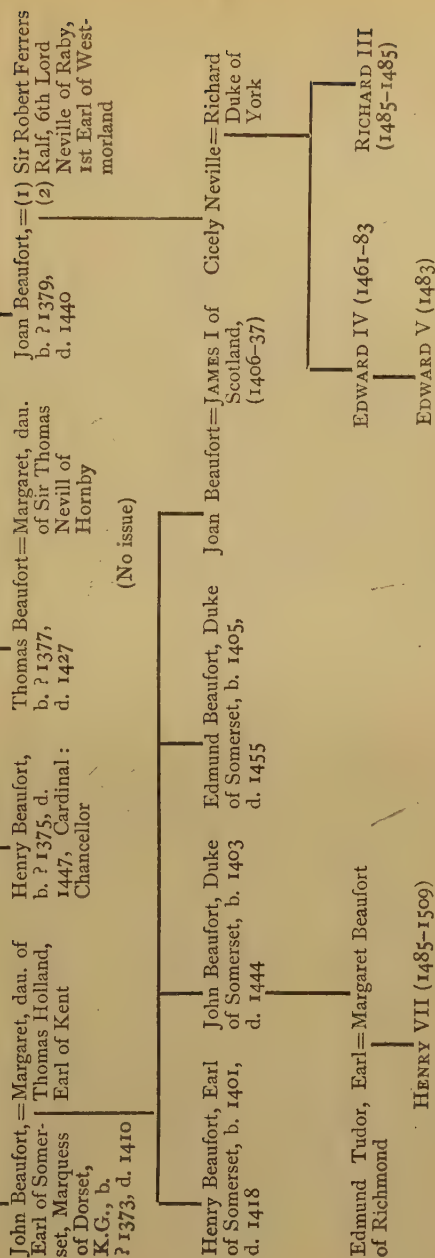 John Beaufort,=Margaret, dau. of
Earl of Somer- Thomas Holland,
set, Marquess Earl of Kent
of Dorset,
K.G., b.
? 1373, d. 1410
Henry Beaufort,
b. ? 1375, d.
1447, Cardinal :
Chancellor
Thomas Beaufort=Margaret, dau.
b. ? 1377, of Sir Thomas
d. 1427 Nevill of
Hornby
(No issue)
Joan Beaufort,=(1) Sir Robert Ferrers
b. ? 1379, (2) Ralf, 6th Lord
d. 1440 Neville of Raby,
1st Earl of West-
morland
Henry Beaufort, Earl
of Somerset, b. 1401,
d. 1418
John Beaufort, Duke
of Somerset, b. 1403
d. 1444
Edmund Beaufort, Duke
of Somerset, b. 1405,
d. 1455
Joan Beaufort=JAMES I of
Scotland,
(1406-37)
Cicely Neville=Richard
Duke of
York
Edmund Tudor, Earl=Margaret Beaufort
of Richmond
HENRY VII (1485-1509)
EDWARD IV (1461-83)
RICHARD III
(1485-1485)
EDWARD V (1483)